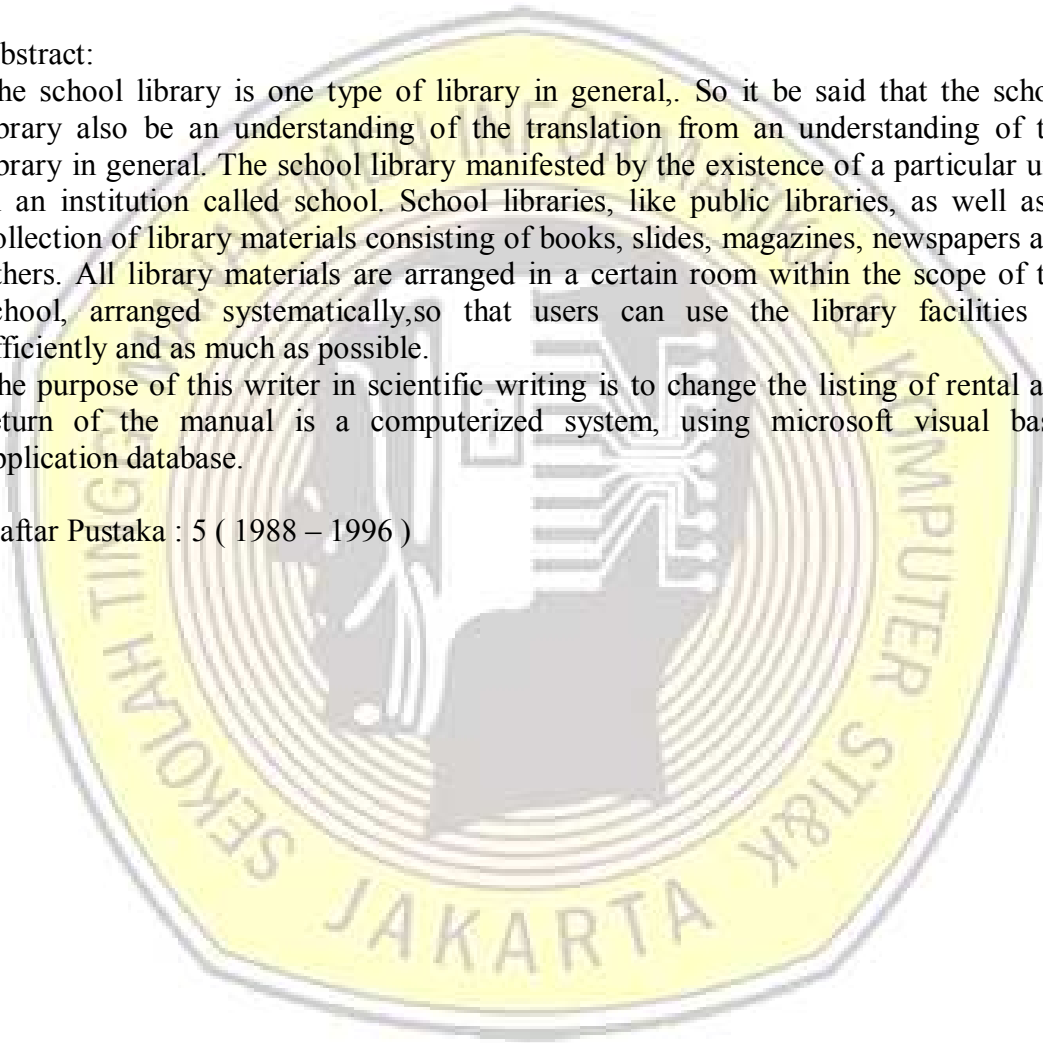 bstract:
he school library is one type of library in general,. So it be said that the scho
brary also be an understanding of the translation from an understanding of t
brary in general. The school library manifested by the existence of a particular u
an institution called school. School libraries, like public libraries, as well as
ollection of library materials consisting of books, slides, magazines, newspapers a
thers. All library materials are arranged in a certain room within the scope of t
chool, arranged systematically,so that users can use the library facilities
fficiently and as much as possible.
he purpose of this writer in scientific writing is to change the listing of rental a
eturn of the manual is a computerized system, using microsoft visual bas
pplication database.
aftar Pustaka : 5 ( 1988 – 1996 )
SEKOLAH TINGGI MANAJEMEN INFORMATIKA & KOMPUTER STI&K
JAKARTA